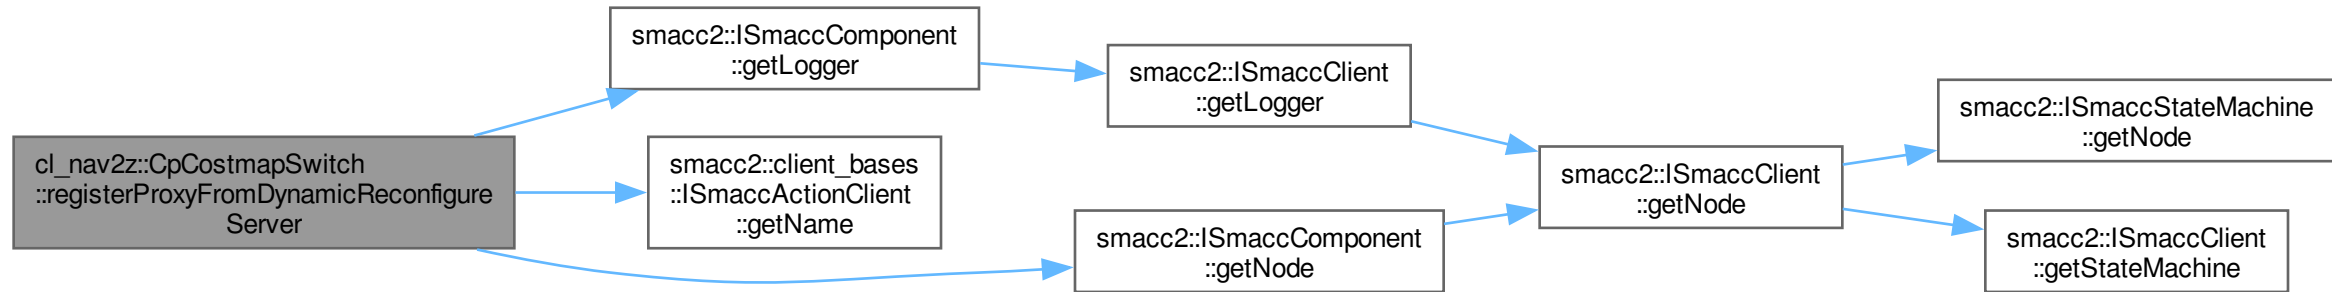 cl_nav2z::CpCostmapSwitch
::registerProxyFromDynamicReconfigure
Server
smacc2::ISmaccComponent
::getLogger
smacc2::client_bases
::ISmaccActionClient
::getName
smacc2::ISmaccClient
::getLogger
smacc2::ISmaccComponent
::getNode
smacc2::ISmaccClient
::getNode
smacc2::ISmaccStateMachine
::getNode
smacc2::ISmaccClient
::getStateMachine